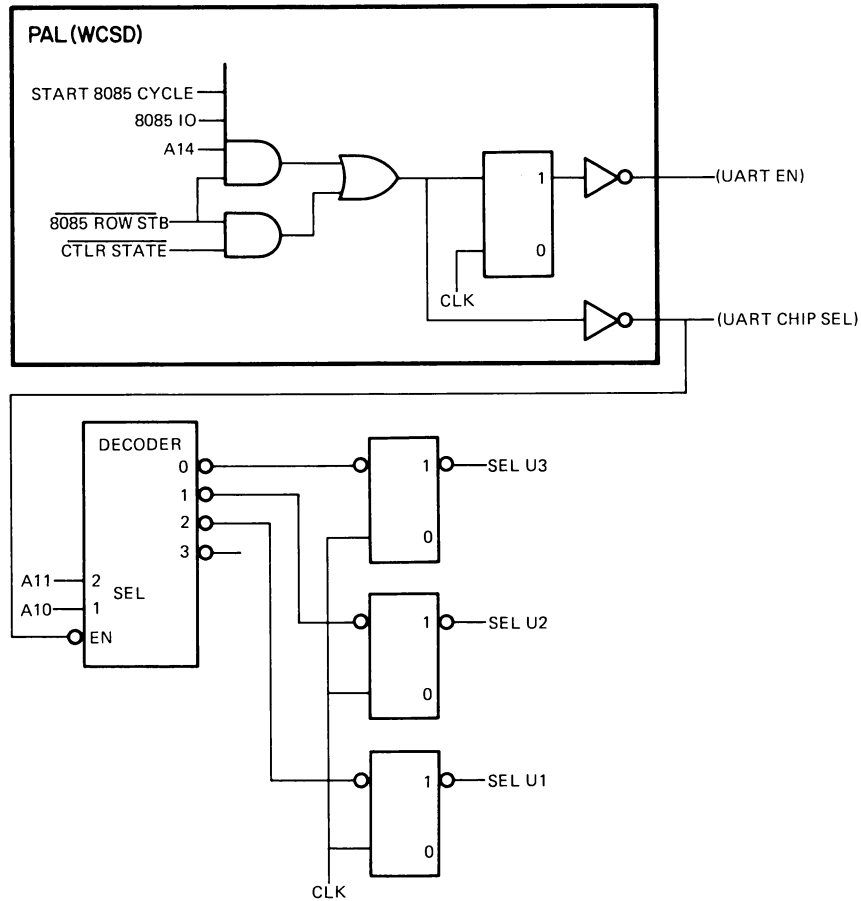 PAL (WCSD)
START 8085 CYCLE
8085 IO
A14
8085 ROW STB
CTLR STATE
1
0
CLK
(UART EN)
(UART CHIP SEL)
DECODER
0
1
2
3
A11
2
SEL
A10
1
EN
1
SEL U3
0
1
SEL U2
0
1
SEL U1
0
CLK